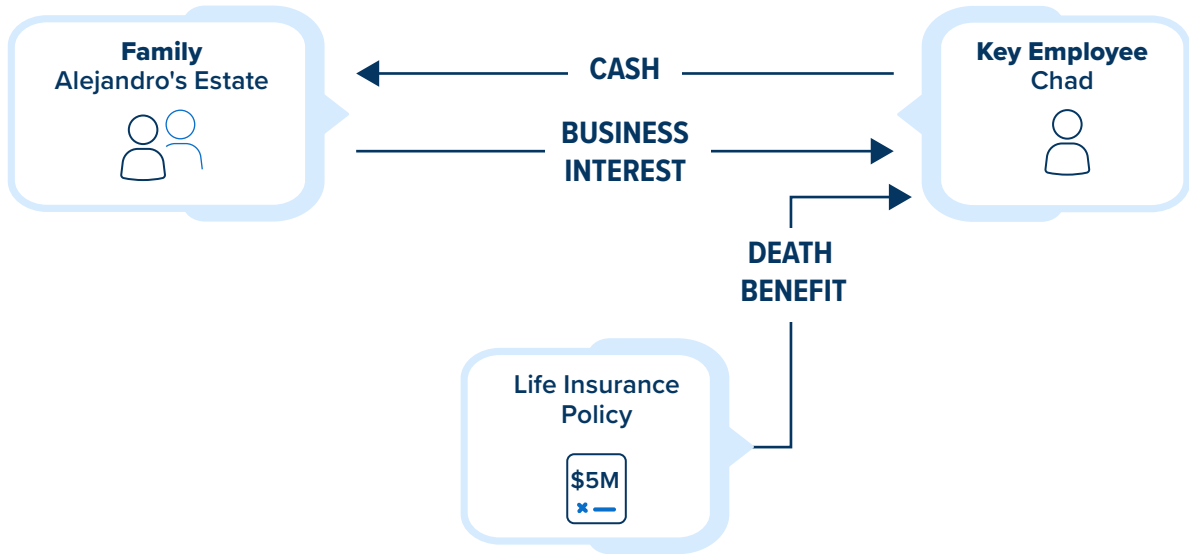 Family
Alejandro's Estate
CASH
BUSINESS
INTEREST
Key Employee
Chad
DEATH
BENEFIT
Life Insurance
Policy
$5M